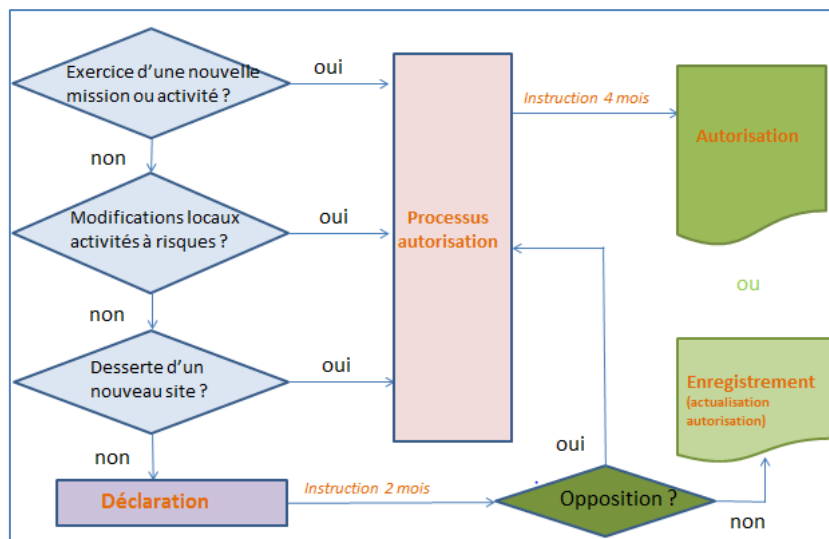 Exercice d'une nouvelle
mission ou activité ?
oui
Instruction 4 mois
Autorisation
non
Modifications locaux
activités à risques ?
oui
Processus
autorisation
ou
non
Desserte d'un
nouveau site ?
oui
Enregistrement
(actualisation
autorisation)
non
oui
Déclaration
Instruction 2 mois
Opposition ?
non